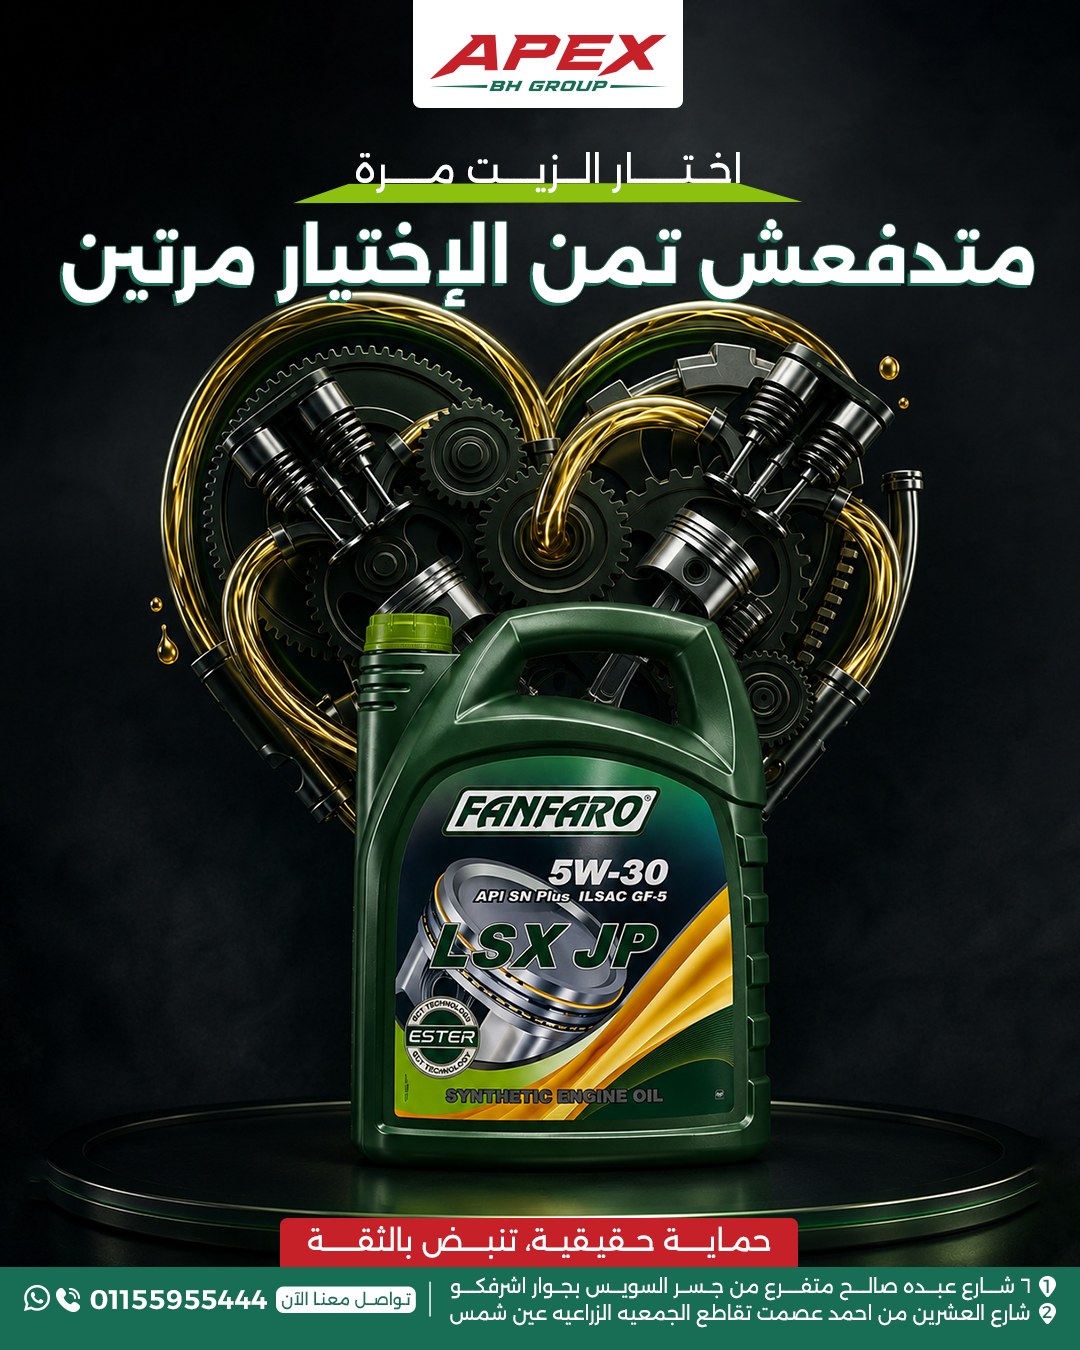 APEX
BH GROUP
اختار الزيت مرة
متدفعش تمن الإختيار مرتين
FANFARO®
5W-30
API SN Plus ILSAC GF-5
LSX JP
GCT TECHNOLOGY
ESTER
GCT TECHNOLOGY
SYNTHETIC ENGINE OIL
حماية حقيقية، تنبض بالثقة
1 ٦ شارع عبده صالح متفرع من جسر السويس بجوار اشرفكو
2 شارع العشرين من احمد عصمت تقاطع الجمعيه الزراعيه عين شمس
تواصل معنا الآن 01155955444